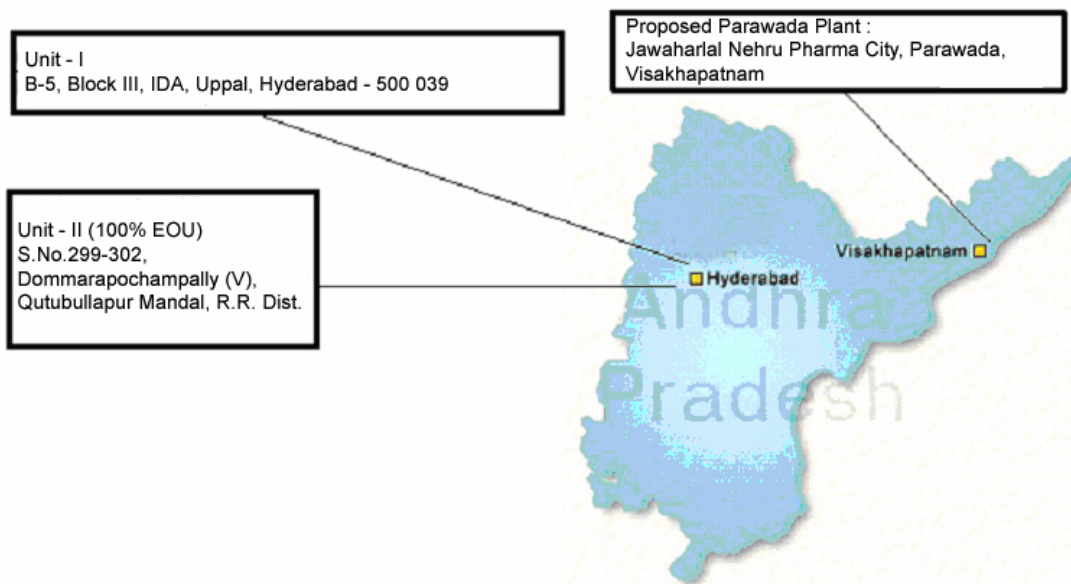 Unit - I
B-5, Block III, IDA, Uppal, Hyderabad - 500 039
Proposed Parawada Plant :
Jawaharlal Nehru Pharma City, Parawada,
Visakhapatnam
Unit - II (100% EOU)
S.No.299-302,
Dommarapochampally (V),
Qutubullapur Mandal, R.R. Dist.
Visakhapatnam
Hyderabad
Andhra
Pradesh